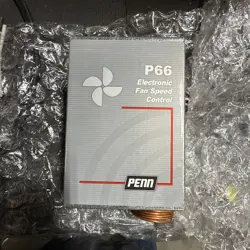 P66
Electronic
Fan Speed
Control
PENN